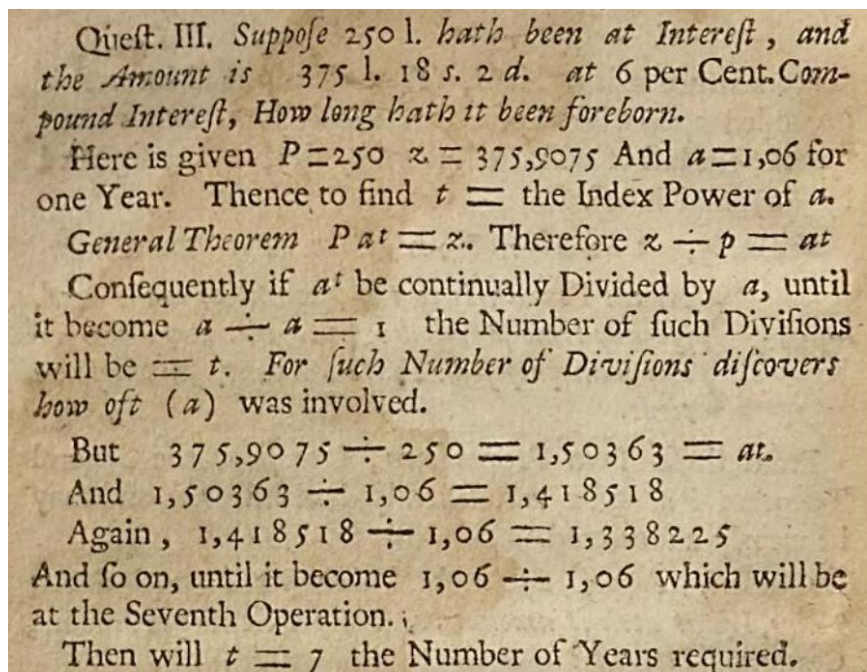 Queſt. III. Suppoſe 250 l. hath been at Intereſt, and
the Amount is 375 l. 18 s. 2 d. at 6 per Cent. Com-
pound Intereſt, How long hath it been foreborn.
Here is given P=250 z = 375,9075 And a=1,06 for
one Year. Thence to find t = the Index Power of a.
General Theorem P aᵗ = z. Therefore z ÷ p = at
Conſequently if aᵗ be continually Divided by a, until
it become a ÷ a = 1 the Number of ſuch Diviſions
will be = t. For ſuch Number of Diviſions diſcovers
how oft (a) was involved.
But 375,9075 ÷ 250 = 1,50363 = at.
And 1,50363 ÷ 1,06 = 1,418518
Again, 1,418518 ÷ 1,06 = 1,338225
And ſo on, until it become 1,06 ÷ 1,06 which will be
at the Seventh Operation.
Then will t = 7 the Number of Years required.